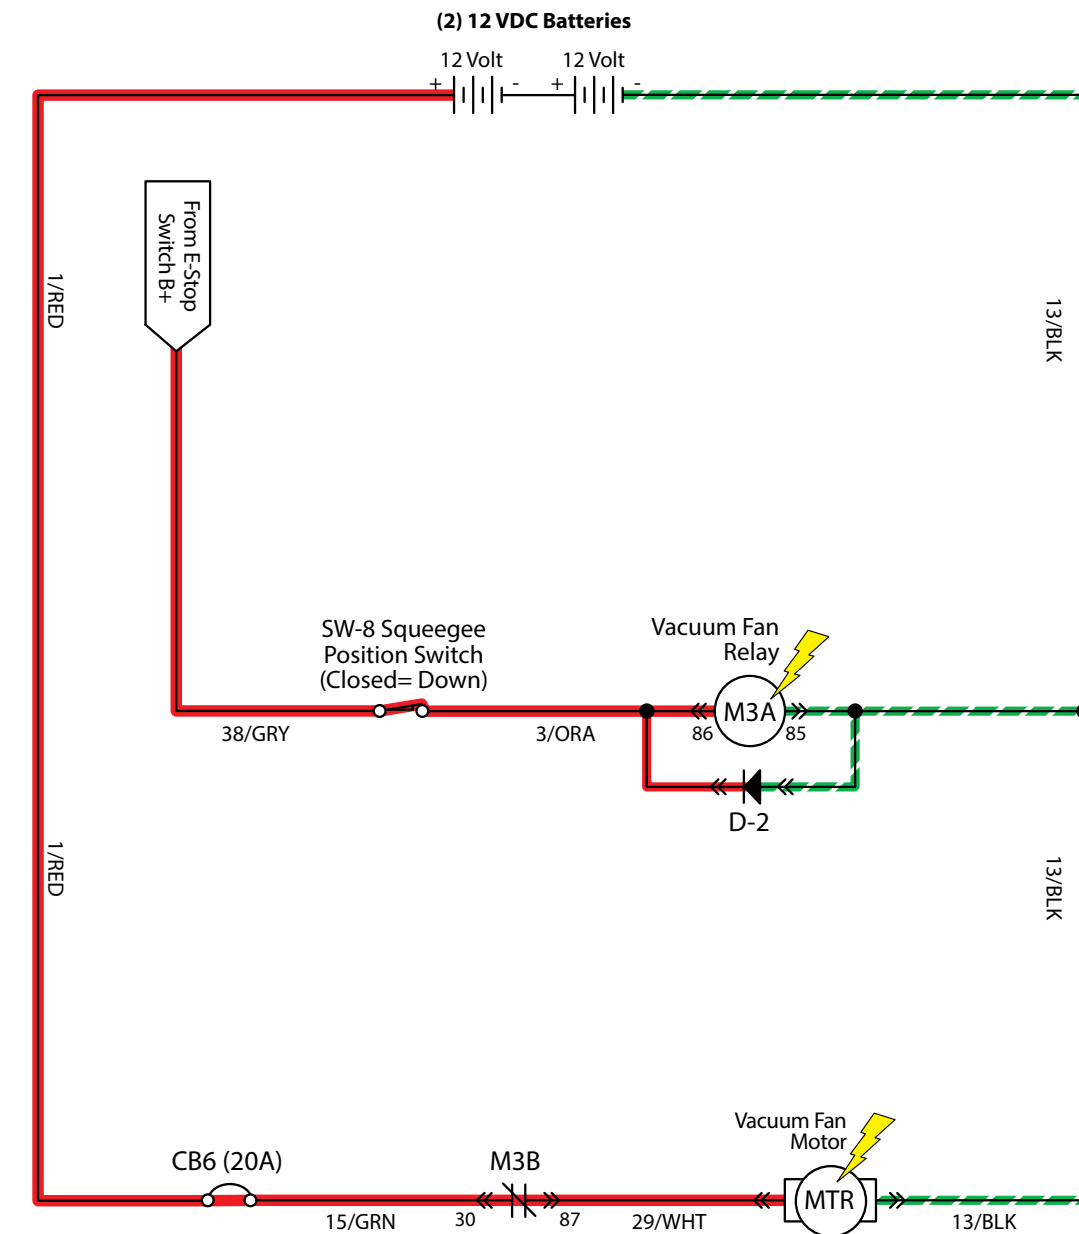 (2) 12 VDC Batteries
12 Volt
12 Volt
+
-
+
-
From E-Stop
Switch B+
1/RED
13/BLK
SW-8 Squeegee
Position Switch
(Closed= Down)
Vacuum Fan
Relay
M3A
38/GRY
3/ORA
86
85
D-2
1/RED
13/BLK
Vacuum Fan
Motor
CB6 (20A)
M3B
MTR
15/GRN
30
87
29/WHT
13/BLK